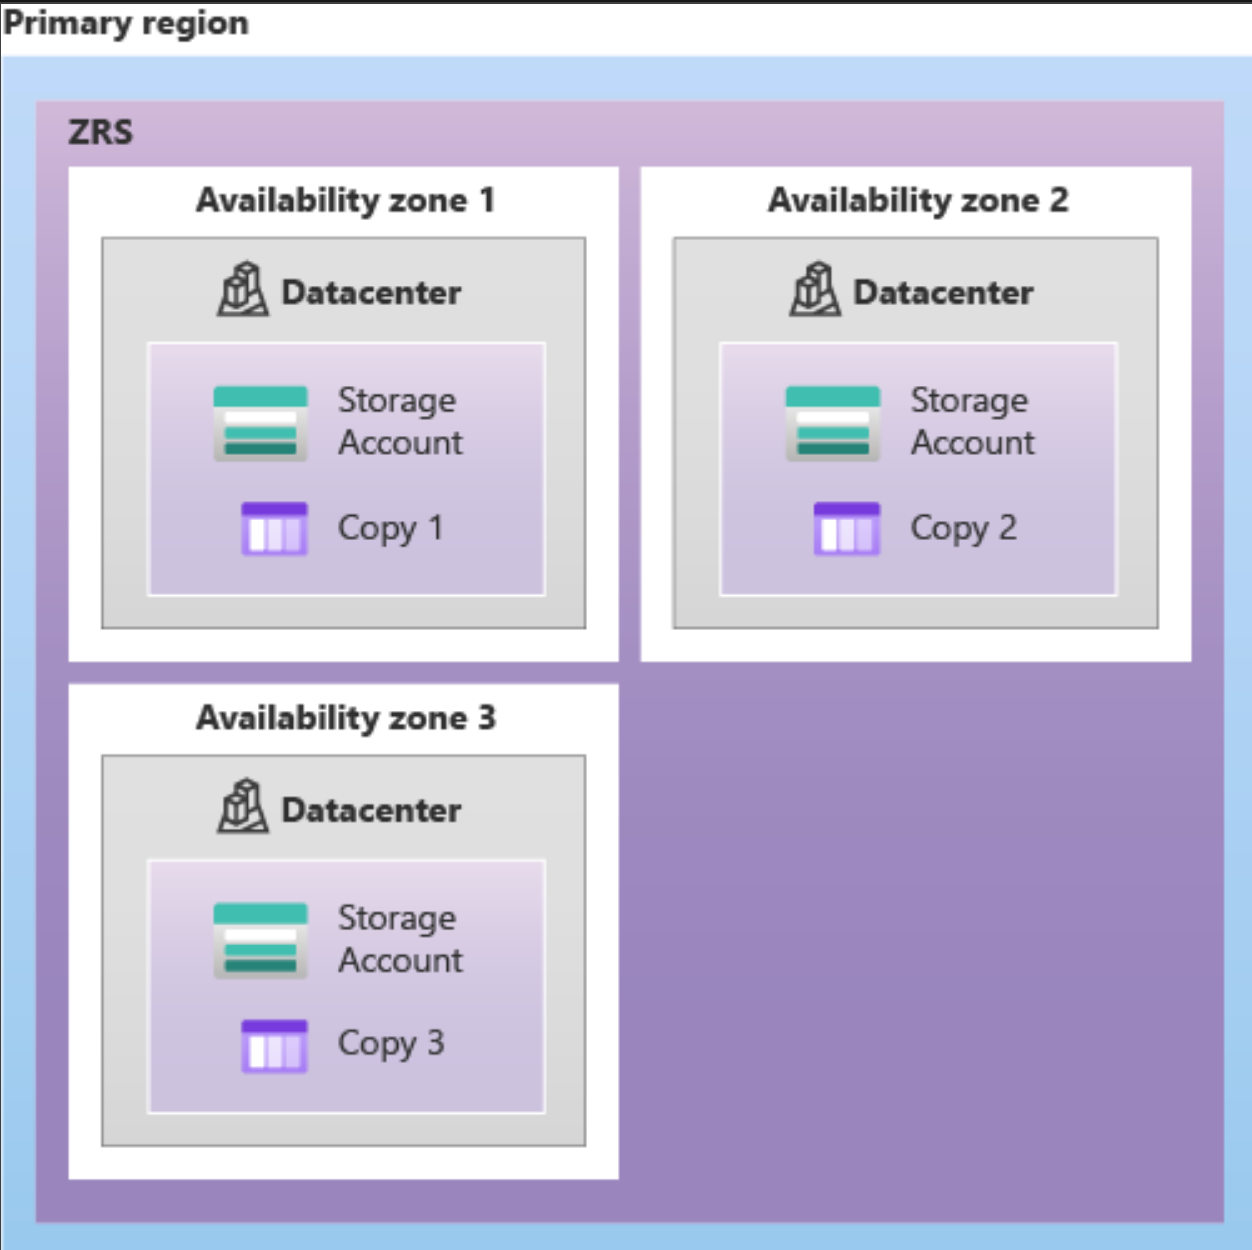 Primary region
ZRS
Availability zone 1
Datacenter
Storage
Account
Copy 1
Availability zone 2
Datacenter
Storage
Account
Copy 2
Availability zone 3
Datacenter
Storage
Account
Copy 3